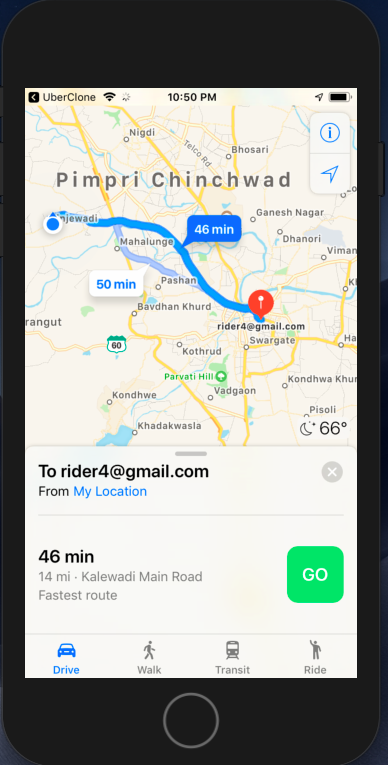 UberClone
10:50 PM
Nigdi
Telco Rd
Bhosari
Pimpri Chinchwad
Ganesh Nagar
njewadi
46 min
Dhanori
Mahalunge
Viman
50 min
Pashan
Bavdhan Khurd
rangut
rider4@gmail.com
60
Swargate
Ha
Kothrud
Parvati Hill
Kondhwa Khur
Vadgaon
Kondhwe
Pisoli
Khadakwasla
66°
To rider4@gmail.com
From My Location
46 min
14 mi · Kalewadi Main Road
Fastest route
GO
Drive
Walk
Transit
Ride